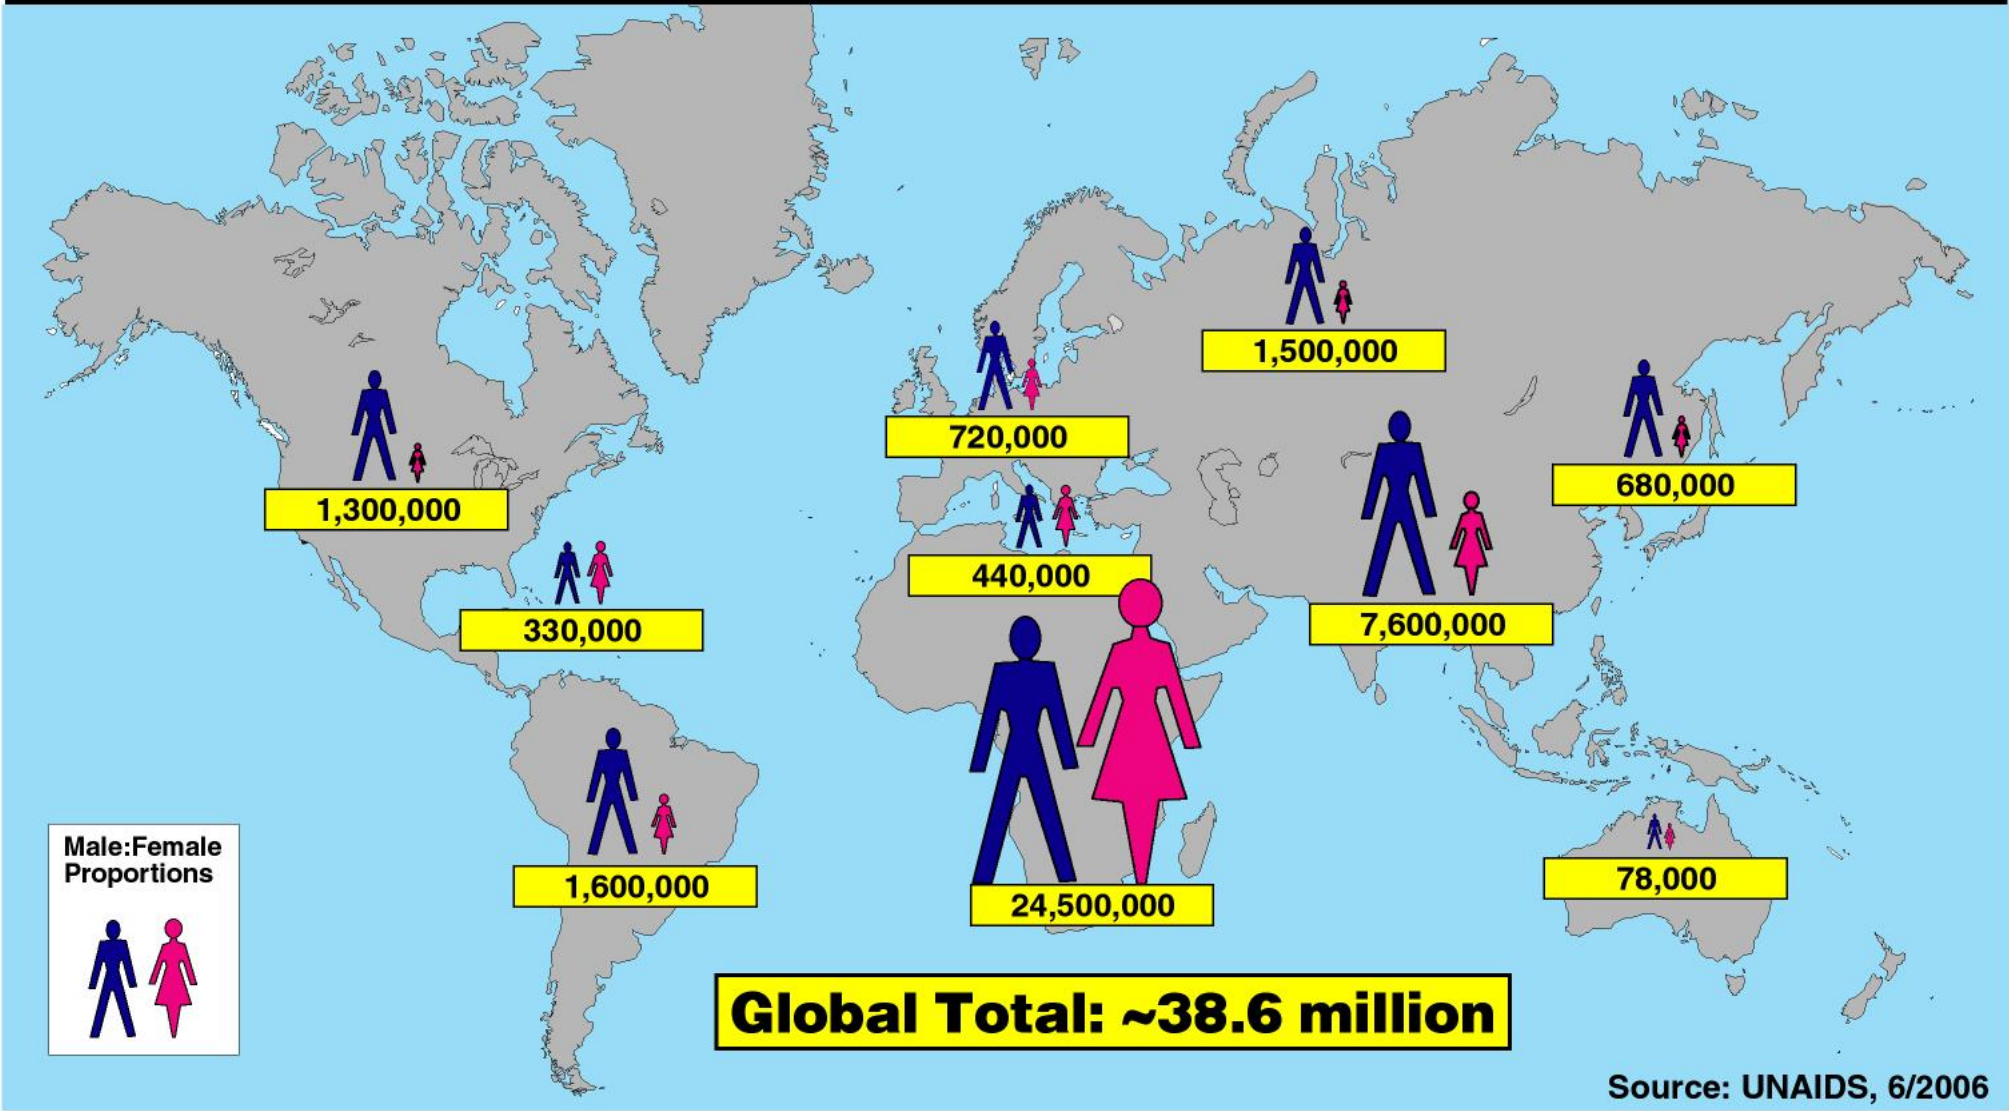 1,500,000
720,000
680,000
1,300,000
440,000
330,000
7,600,000
1,600,000
24,500,000
78,000
Male:Female
Proportions
Global Total: ~38.6 million
Source: UNAIDS, 6/2006